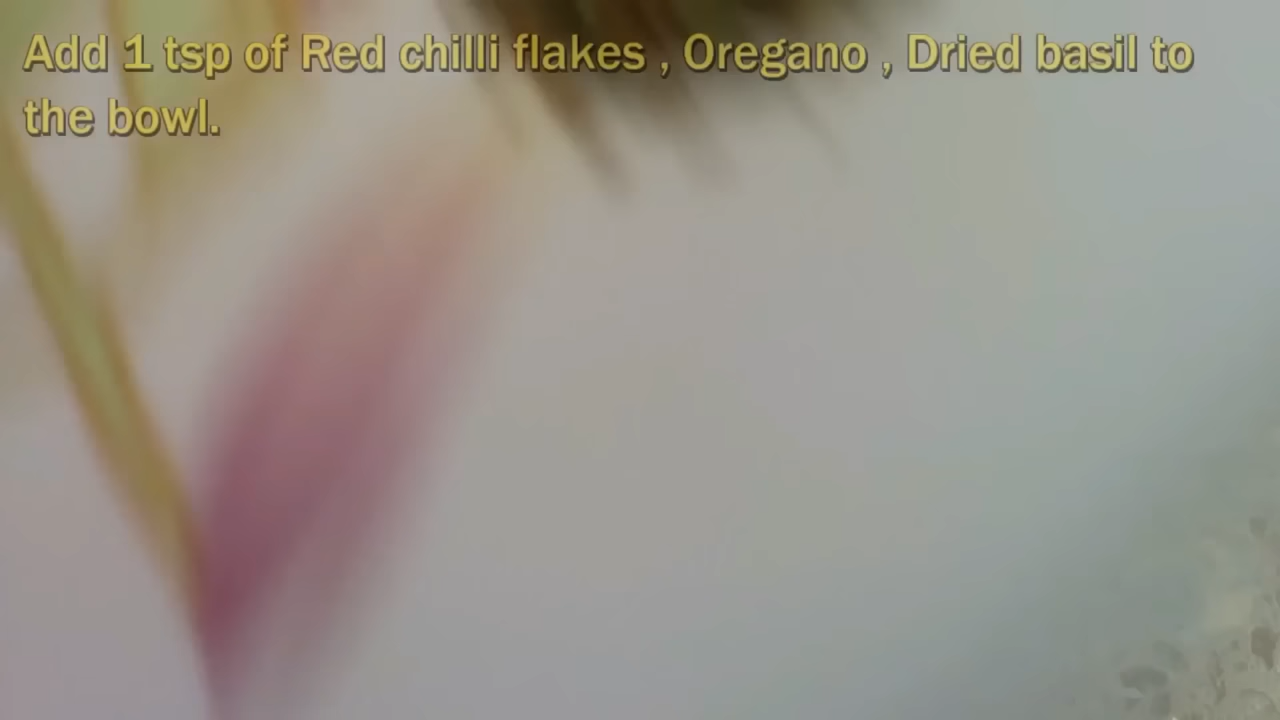 Add 1 tsp of Red chilli flakes , Oregano , Dried basil to
the bowl.